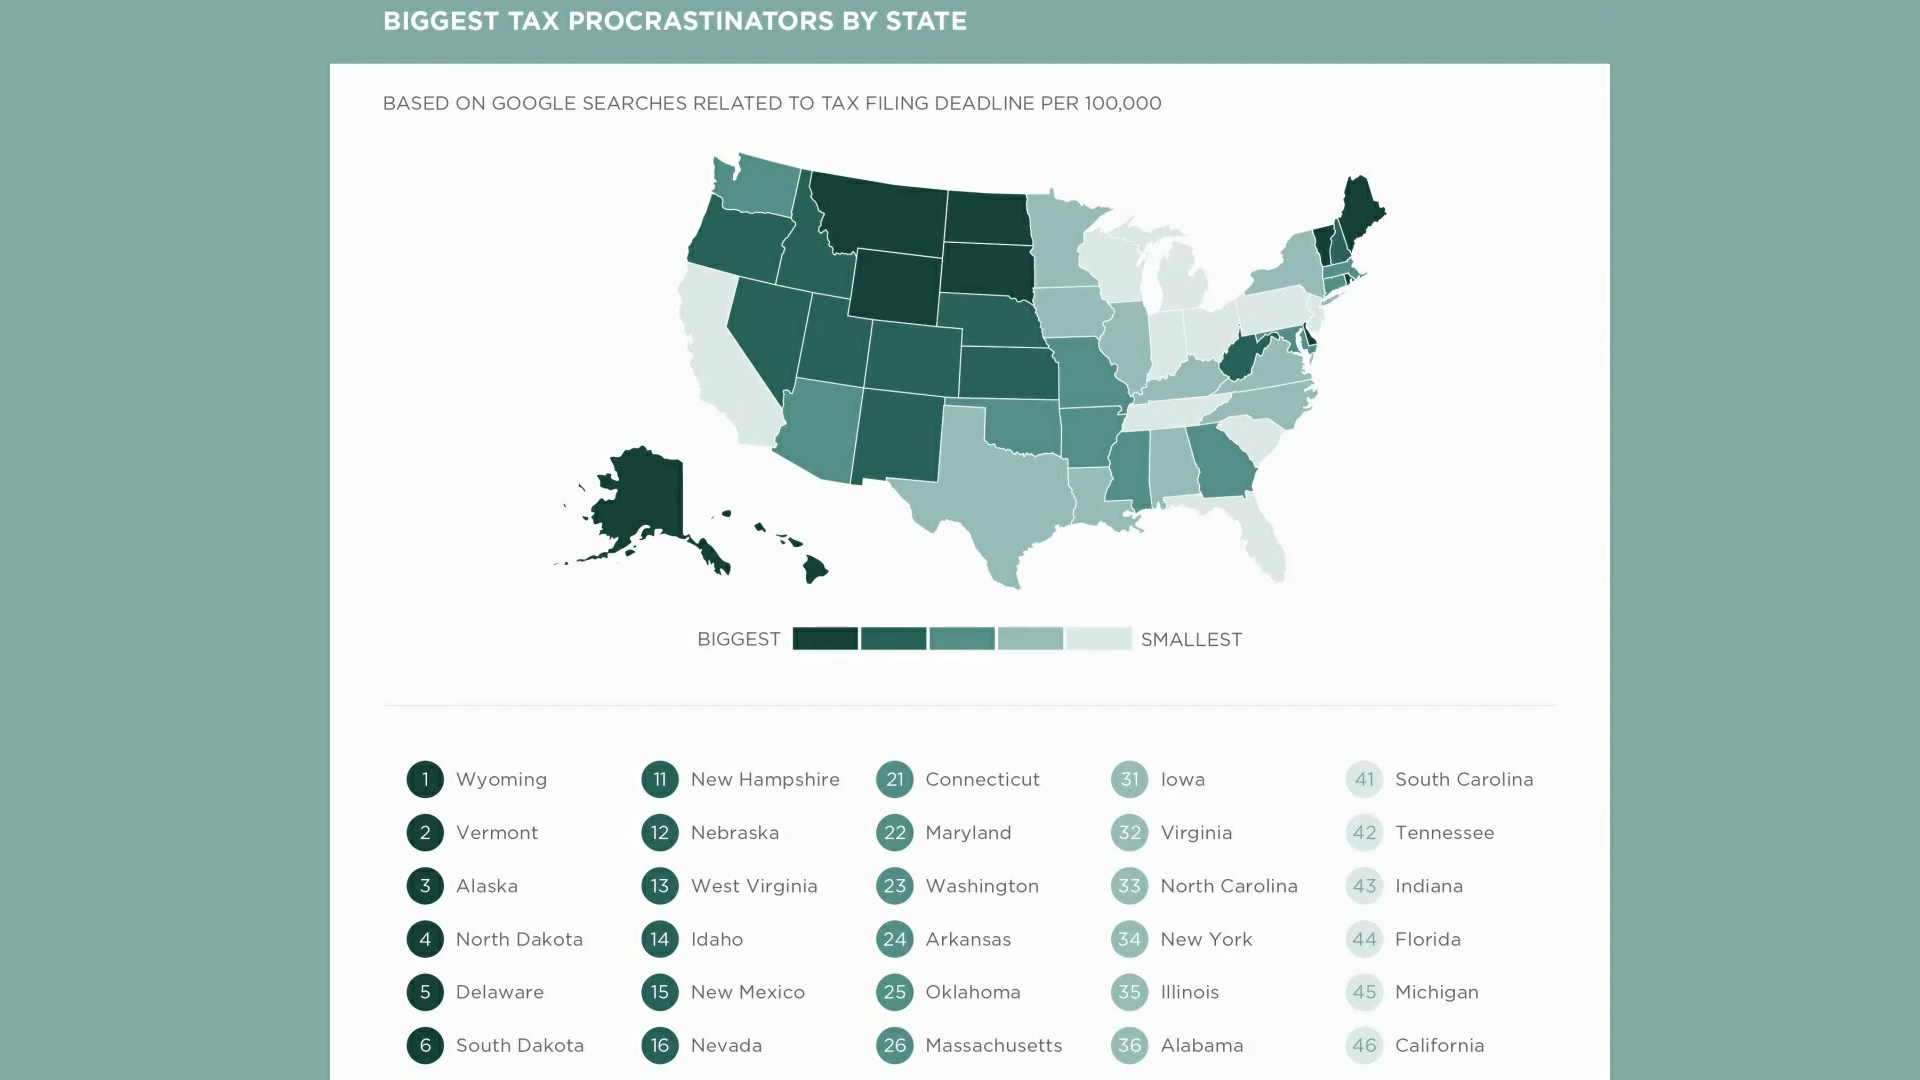 BIGGEST TAX PROCRASTINATORS BY STATE
BASED ON GOOGLE SEARCHES RELATED TO TAX FILING DEADLINE PER 100,000
BIGGEST SMALLEST
1 Wyoming 11 New Hampshire 21 Connecticut 31 Iowa 41 South Carolina
2 Vermont 12 Nebraska 22 Maryland 32 Virginia 42 Tennessee
3 Alaska 13 West Virginia 23 Washington 33 North Carolina 43 Indiana
4 North Dakota 14 Idaho 24 Arkansas 34 New York 44 Florida
5 Delaware 15 New Mexico 25 Oklahoma 35 Illinois 45 Michigan
6 South Dakota 16 Nevada 26 Massachusetts 36 Alabama 46 California